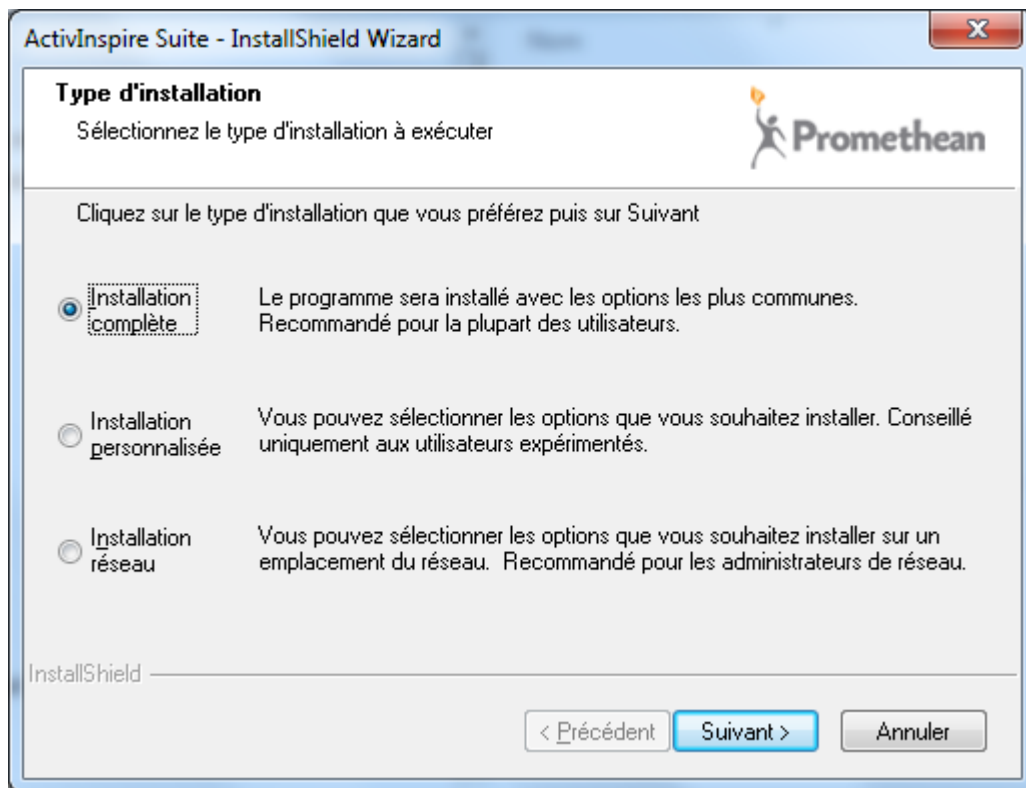 ActivInspire Suite - InstallShield Wizard
Type d'installation
Sélectionnez le type d'installation à exécuter
Promethean
Cliquez sur le type d'installation que vous préférez puis sur Suivant
Installation
complète
Le programme sera installé avec les options les plus communes.
Recommandé pour la plupart des utilisateurs.
Installation
personnalisée
Vous pouvez sélectionner les options que vous souhaitez installer. Conseillé
uniquement aux utilisateurs expérimentés.
Installation
réseau
Vous pouvez sélectionner les options que vous souhaitez installer sur un
emplacement du réseau.  Recommandé pour les administrateurs de réseau.
InstallShield
< Précédent
Suivant >
Annuler